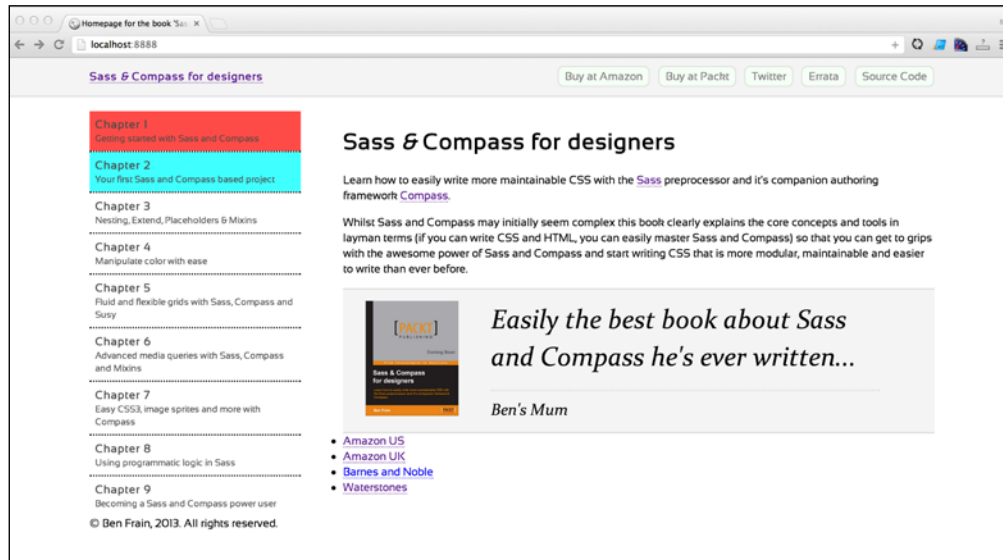 Homepage for the book 'Sas
localhost:8888
Sass & Compass for designers
Buy at Amazon
Buy at Packt
Twitter
Errata
Source Code
Chapter 1
Getting started with Sass and Compass
Chapter 2
Your first Sass and Compass based project
Chapter 3
Nesting, Extend, Placeholders & Mixins
Chapter 4
Manipulate color with ease
Chapter 5
Fluid and flexible grids with Sass, Compass and
Susy
Chapter 6
Advanced media queries with Sass, Compass
and Mixins
Chapter 7
Easy CSS3, image sprites and more with
Compass
Chapter 8
Using programmatic logic in Sass
Chapter 9
Becoming a Sass and Compass power user
© Ben Frain, 2013. All rights reserved.
Sass & Compass for designers
Learn how to easily write more maintainable CSS with the Sass preprocessor and it's companion authoring
framework Compass.
Whilst Sass and Compass may initially seem complex this book clearly explains the core concepts and tools in
layman terms (if you can write CSS and HTML, you can easily master Sass and Compass) so that you can get to grips
with the awesome power of Sass and Compass and start writing CSS that is more modular, maintainable and easier
to write than ever before.
[PACKT]
PUBLISHING
Coming Soon
Sass & Compass
for designers
Ben Frain
PACKT
Easily the best book about Sass
and Compass he's ever written...
Ben's Mum
Amazon US
Amazon UK
Barnes and Noble
Waterstones